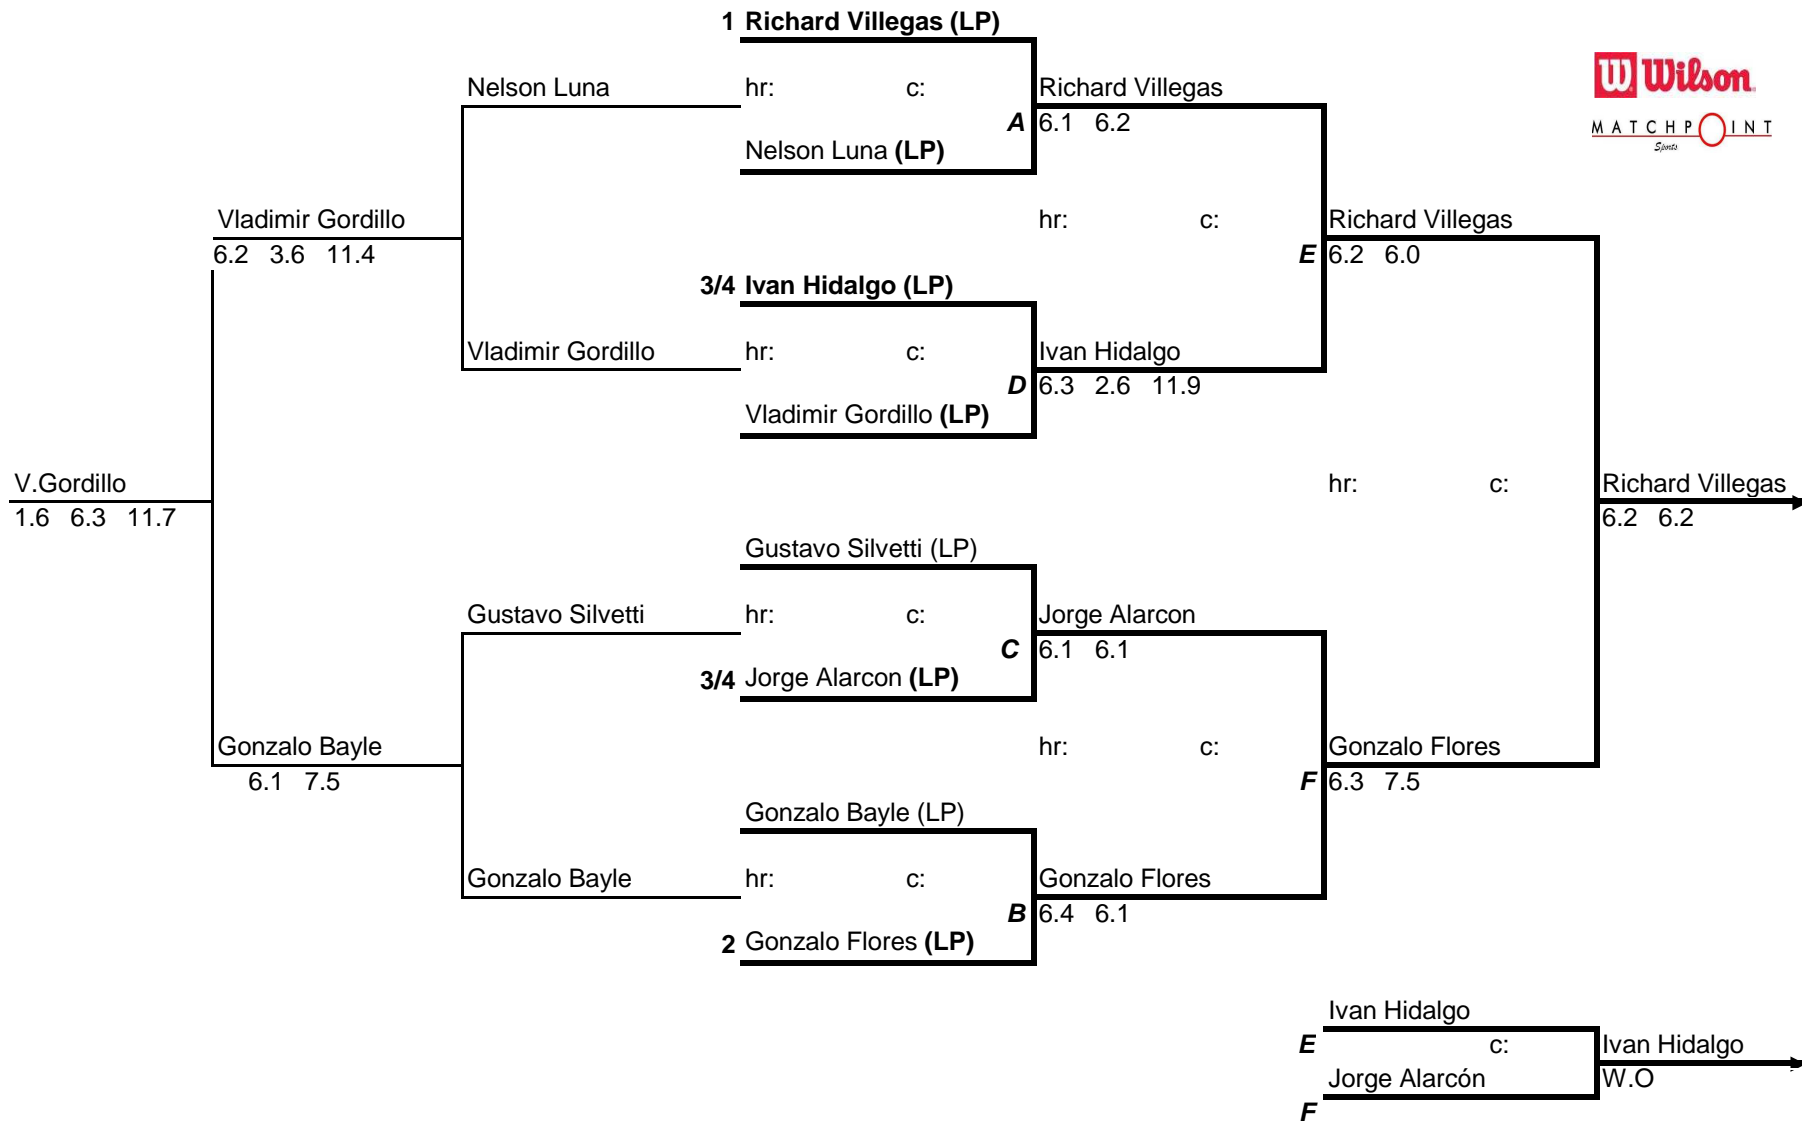 1 Richard Villegas (LP)
Wilson
Nelson Luna hr: c: Richard Villegas
A 6.1 6.2
MATCHPOINT
Sports
Nelson Luna (LP)
Vladimir Gordillo hr: c: Richard Villegas
6.2 3.6 11.4 E 6.2 6.0
3/4 Ivan Hidalgo (LP)
Vladimir Gordillo hr: c: Ivan Hidalgo
D 6.3 2.6 11.9
Vladimir Gordillo (LP)
V.Gordillo hr: c: Richard Villegas
1.6 6.3 11.7 6.2 6.2
Gustavo Silvetti (LP)
Gustavo Silvetti hr: c: Jorge Alarcon
C 6.1 6.1
3/4 Jorge Alarcon (LP)
Gonzalo Bayle hr: c: Gonzalo Flores
6.1 7.5 F 6.3 7.5
Gonzalo Bayle (LP)
Gonzalo Bayle hr: c: Gonzalo Flores
B 6.4 6.1
2 Gonzalo Flores (LP)
Ivan Hidalgo
E c: Ivan Hidalgo
Jorge Alarcón W.O
F